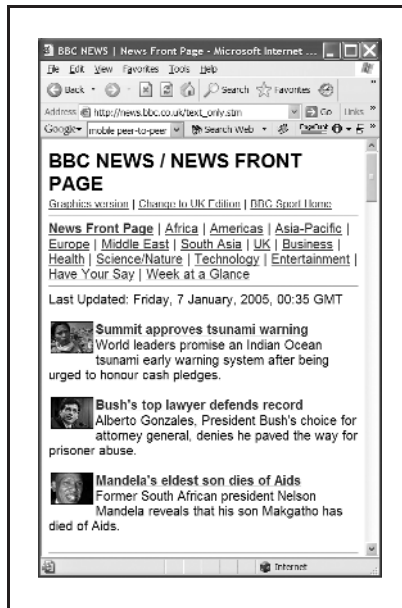 BBC NEWS | News Front Page - Microsoft Internet ...
File Edit View Favorites Tools Help
Back Search Favorites
Address http://news.bbc.co.uk/text_only.stm Go Links »
Google mobile peer-to-peer Search Web PageRank
BBC NEWS / NEWS FRONT
PAGE
Graphics version | Change to UK Edition | BBC Sport Home
News Front Page | Africa | Americas | Asia-Pacific |
Europe | Middle East | South Asia | UK | Business |
Health | Science/Nature | Technology | Entertainment |
Have Your Say | Week at a Glance
Last Updated: Friday, 7 January, 2005, 00:35 GMT
Summit approves tsunami warning
World leaders promise an Indian Ocean
tsunami early warning system after being
urged to honour cash pledges.
Bush's top lawyer defends record
Alberto Gonzales, President Bush's choice for
attorney general, denies he paved the way for
prisoner abuse.
Mandela's eldest son dies of Aids
Former South African president Nelson
Mandela reveals that his son Makgatho has
died of Aids.
Internet